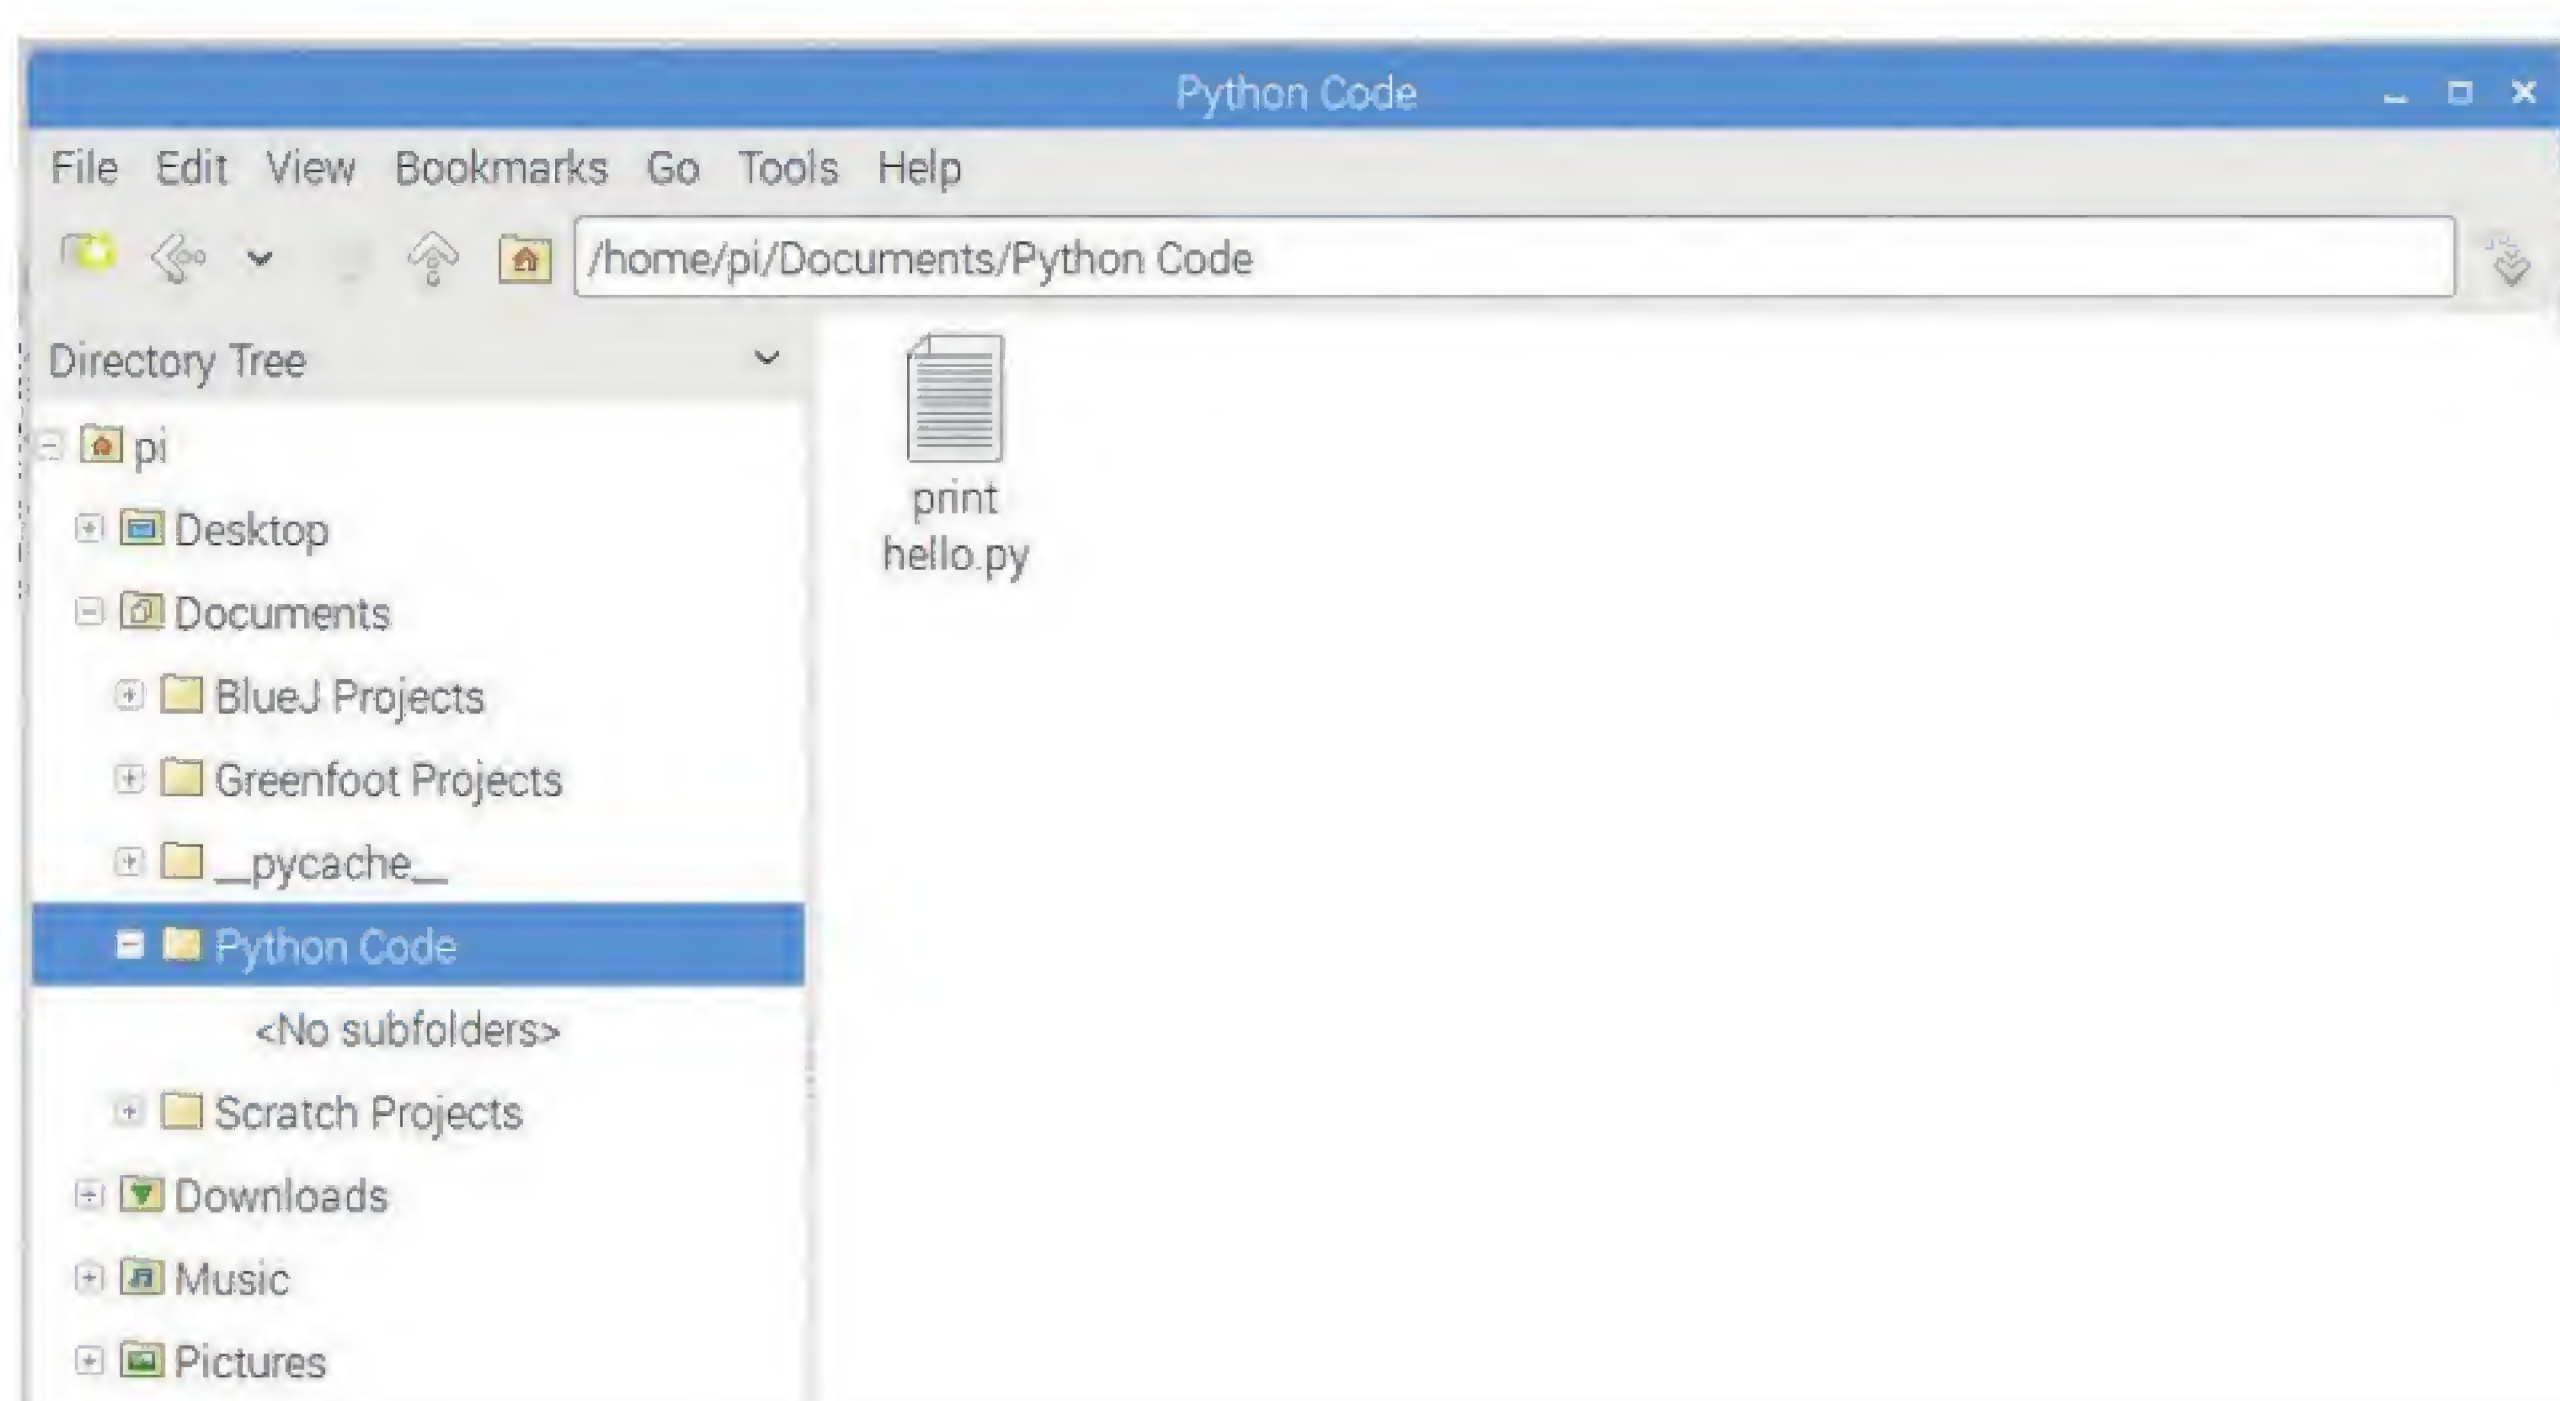 Python Code
File Edit View Bookmarks Go Tools Help
/home/pi/Documents/Python Code
Directory Tree
pi
Desktop
Documents
BlueJ Projects
Greenfoot Projects
__pycache__
Python Code
<No subfolders>
Scratch Projects
Downloads
Music
Pictures
print
hello.py